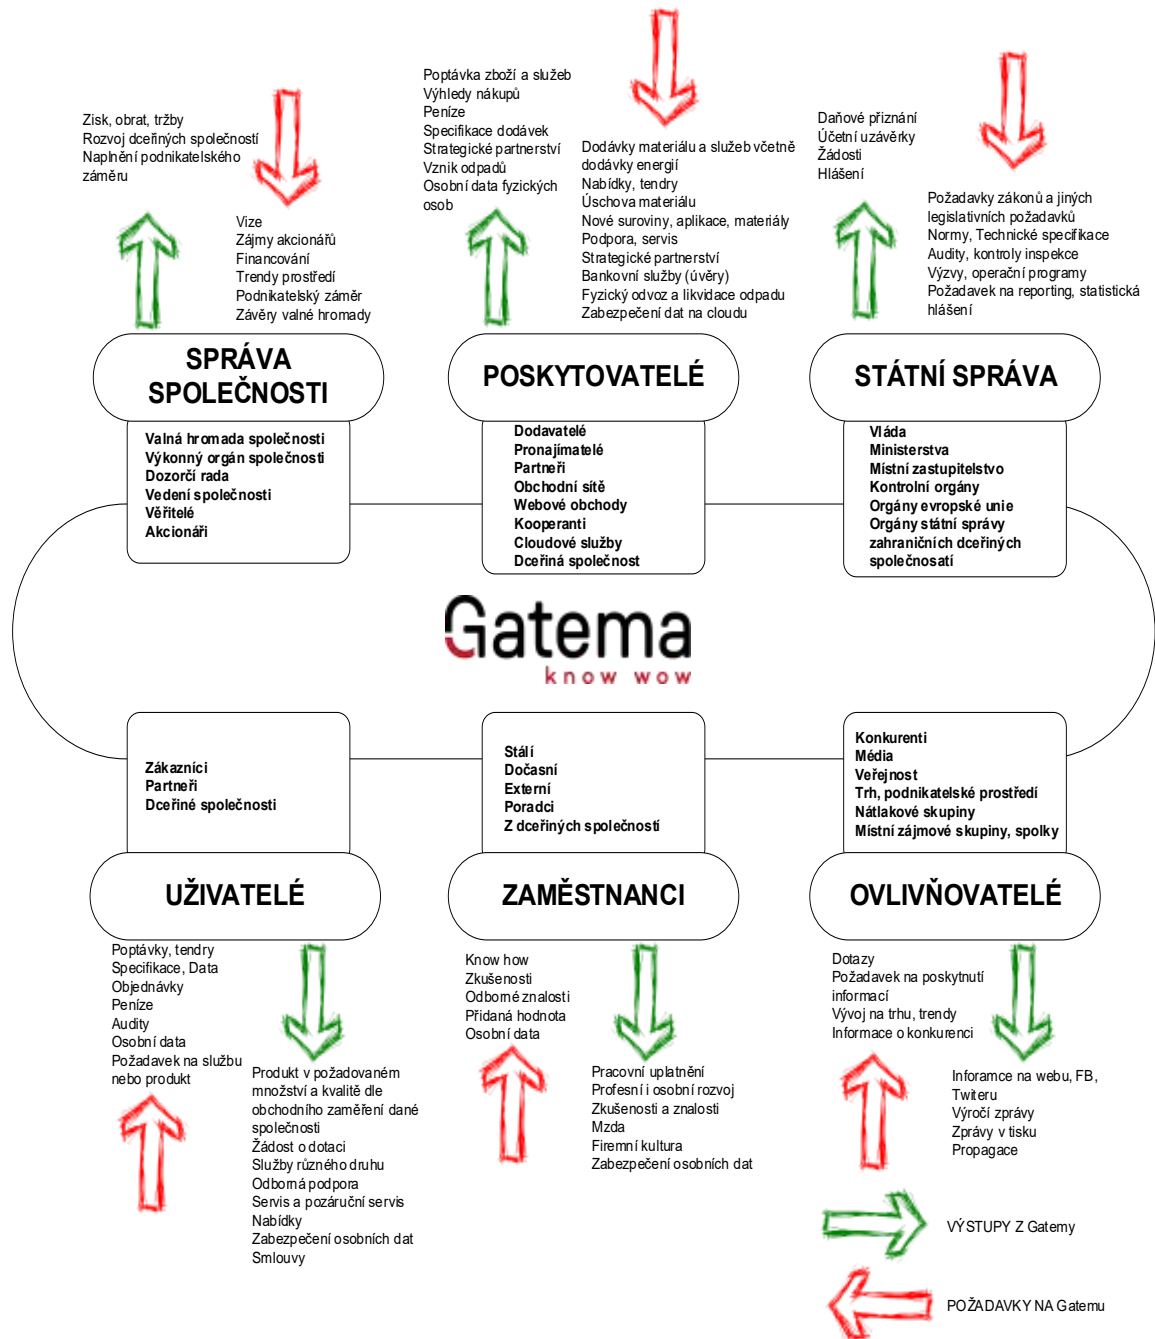 Zisk, obrat, tržby
Rozvoj dceřiných společností
Naplnění podnikatelského
záměru
Vize
Zájmy akcionářů
Financování
Trendy prostředí
Podnikatelský záměr
Závěry valné hromady
Poptávka zboží a služeb
Výhledy nákupů
Peníze
Specifikace dodávek
Strategické partnerství
Vznik odpadů
Osobní data fyzických
osob
Dodávky materiálu a služeb včetně
dodávky energií
Nabídky, tendry
Úschova materiálu
Nové suroviny, aplikace, materiály
Podpora, servis
Strategické partnerství
Bankovní služby (úvěry)
Fyzický odvoz a likvidace odpadu
Zabezpečení dat na cloudu
Daňové přiznání
Účetní uzávěrky
Žádosti
Hlášení
Požadavky zákonů a jiných
legislativních požadavků
Normy, Technické specifikace
Audity, kontroly inspekce
Výzvy, operační programy
Požadavek na reporting, statistická
hlášení
SPRÁVA
SPOLEČNOSTI
Valná hromada společnosti
Výkonný orgán společnosti
Dozorčí rada
Vedení společnosti
Věřitelé
Akcionáři
POSKYTOVATELÉ
Dodavatelé
Pronajímatelé
Partneři
Obchodní sítě
Webové obchody
Kooperanti
Cloudové služby
Dceřiná společnost
STÁTNÍ SPRÁVA
Vláda
Ministerstva
Místní zastupitelstvo
Kontrolní orgány
Orgány evropské unie
Orgány státní správy
zahraničních dceřiných
společnosatí
Gatema
know wow
Zákazníci
Partneři
Dceřiné společnosti
UŽIVATELÉ
Stálí
Dočasní
Externí
Poradci
Z dceřiných společností
ZAMĚSTNANCI
Konkurenti
Média
Veřejnost
Trh, podnikatelské prostředí
Nátlakové skupiny
Místní zájmové skupiny, spolky
OVLIVŇOVATELÉ
Poptávky, tendry
Specifikace, Data
Objednávky
Peníze
Audity
Osobní data
Požadavek na službu
nebo produkt
Produkt v požadovaném
množství a kvalitě dle
obchodního zaměření dané
společnosti
Žádost o dotaci
Služby různého druhu
Odborná podpora
Servis a pozáruční servis
Nabídky
Zabezpečení osobních dat
Smlouvy
Know how
Zkušenosti
Odborné znalosti
Přidaná hodnota
Osobní data
Pracovní uplatnění
Profesní i osobní rozvoj
Zkušenosti a znalosti
Mzda
Firemní kultura
Zabezpečení osobních dat
Dotazy
Požadavek na poskytnutí
informací
Vývoj na trhu, trendy
Informace o konkurenci
Inforamce na webu, FB,
Twiteru
Výročí zprávy
Zprávy v tisku
Propagace
VÝSTUPY Z Gatemy
POŽADAVKY NA Gatemu